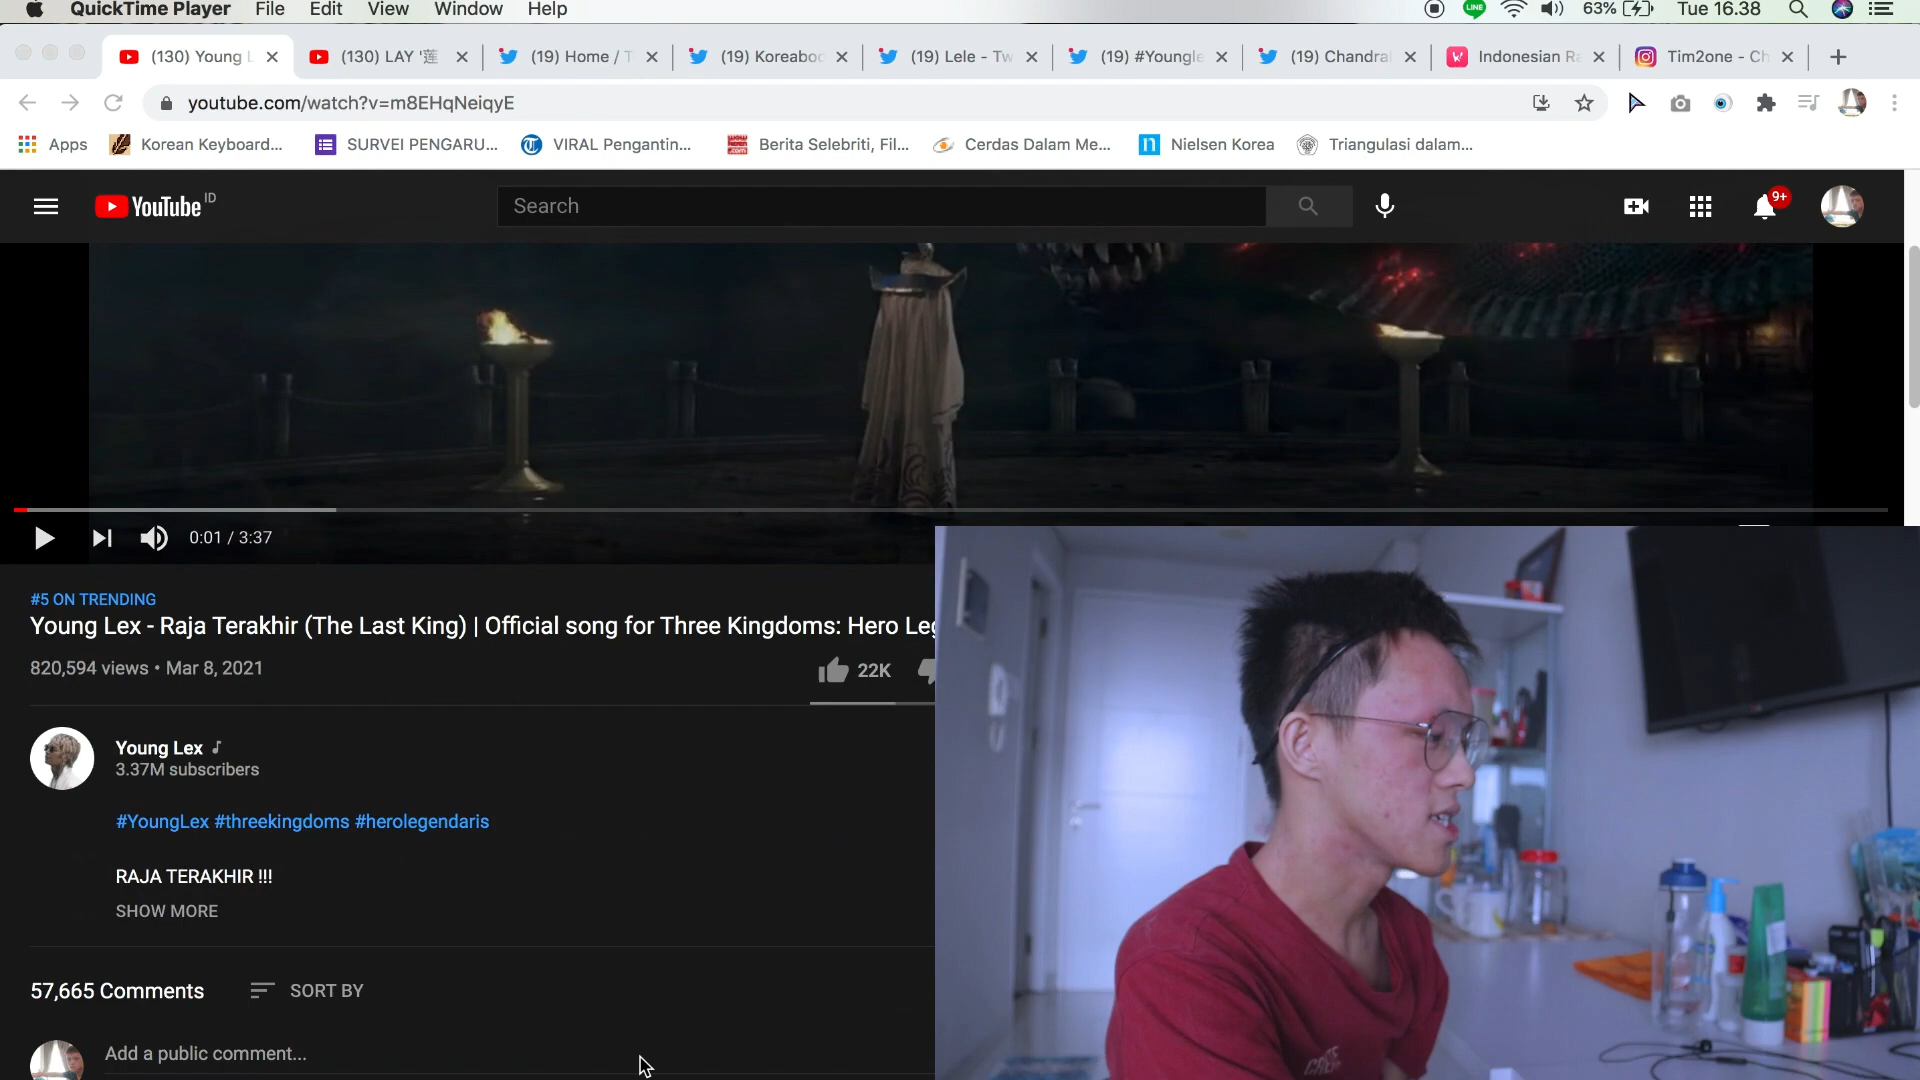 QuickTime Player File Edit View Window Help LINE 63% Tue 16.38
(130) Young L (130) LAY '莲 (19) Home / T (19) Koreaboo (19) Lele - Tw (19) #Youngle (19) Chandral Indonesian Ra Tim2one - Ch
youtube.com/watch?v=m8EHqNeiqyE
Apps Korean Keyboard... SURVEI PENGARU... VIRAL Pengantin... Berita Selebriti, Fil... Cerdas Dalam Me... Nielsen Korea Triangulasi dalam...
YouTube ID Search 9+
0:01 / 3:37
#5 ON TRENDING
Young Lex - Raja Terakhir (The Last King) | Official song for Three Kingdoms: Hero Leg
820,594 views • Mar 8, 2021 22K
Young Lex
3.37M subscribers
#YoungLex #threekingdoms #herolegendaris
RAJA TERAKHIR !!!
SHOW MORE
57,665 Comments SORT BY
Add a public comment...